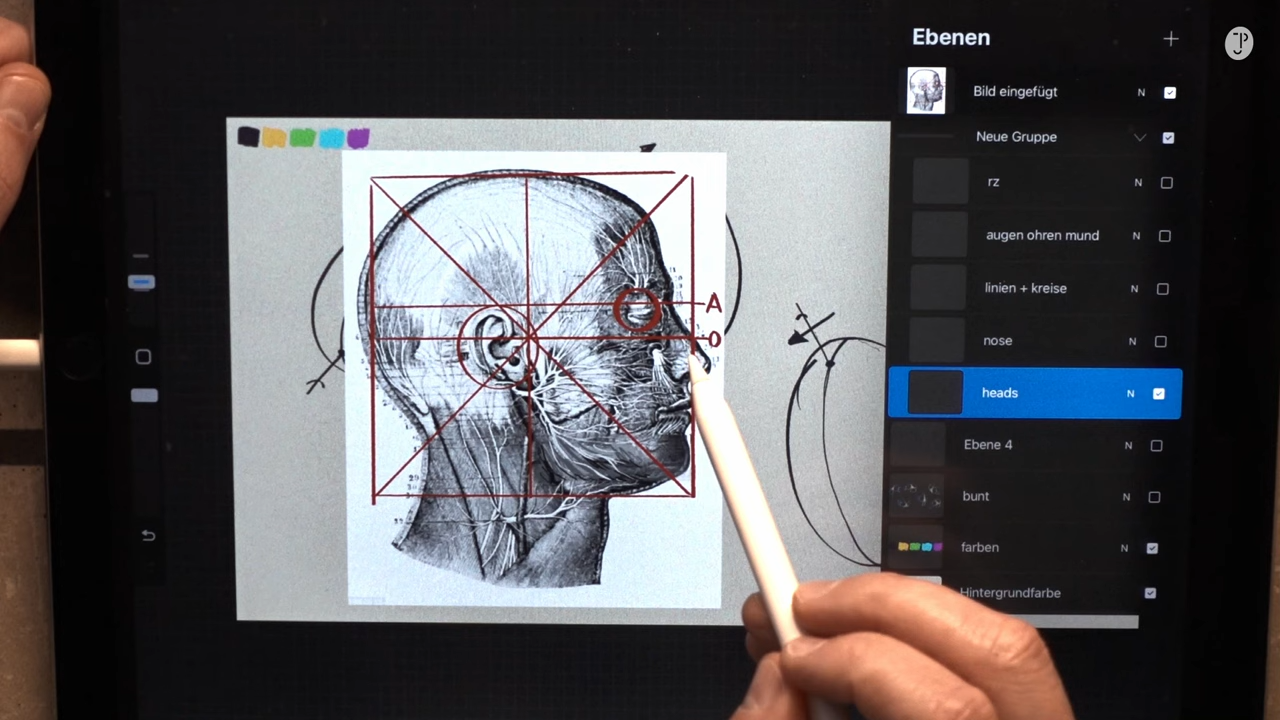 Ebenen
Bild eingefügt N
Neue Gruppe
rz N
augen ohren mund N
linien + kreise N
nose N
heads N
Ebene 4 N
bunt N
farben N
Hintergrundfarbe
A
O